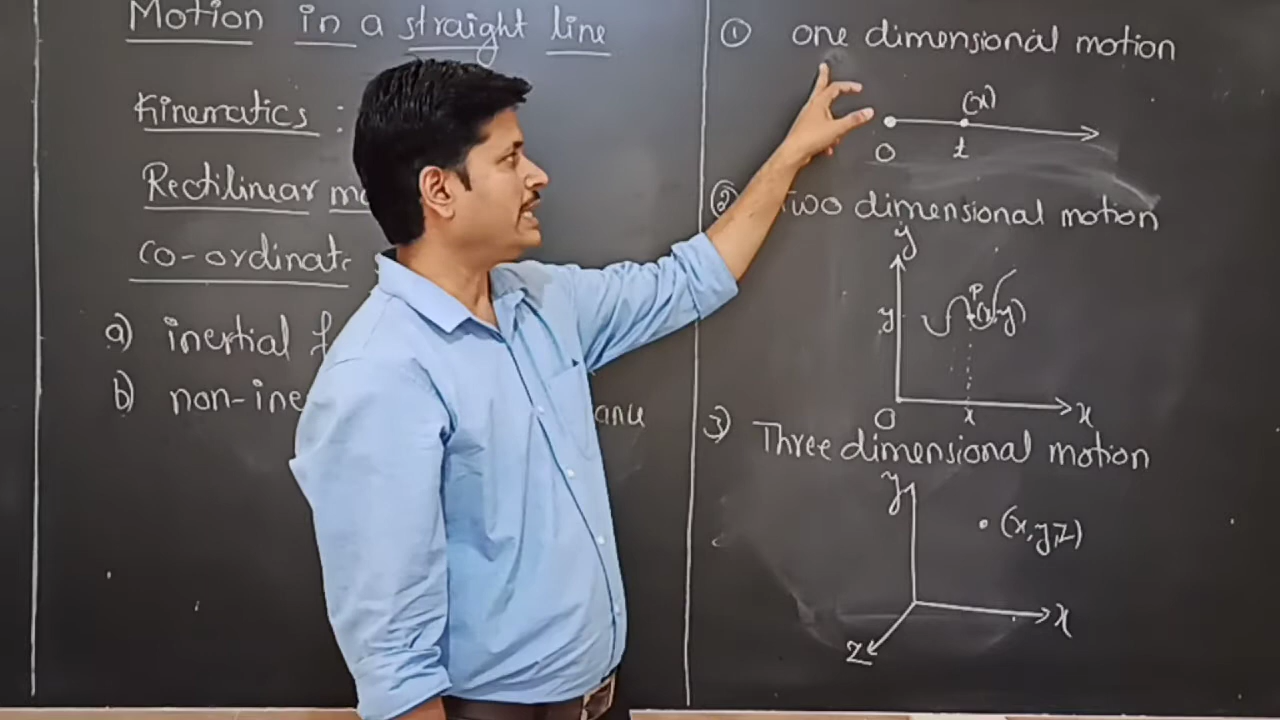 Motion in a straight line
Kinematics :
Rectilinear
co-ordinate
a) inertial
b) non-ine
① one dimensional motion
(x)
O t
② Two dimensional motion
y
P
y (x,y)
O x x
3) Three dimensional motion
y
(x,y,z)
x
z